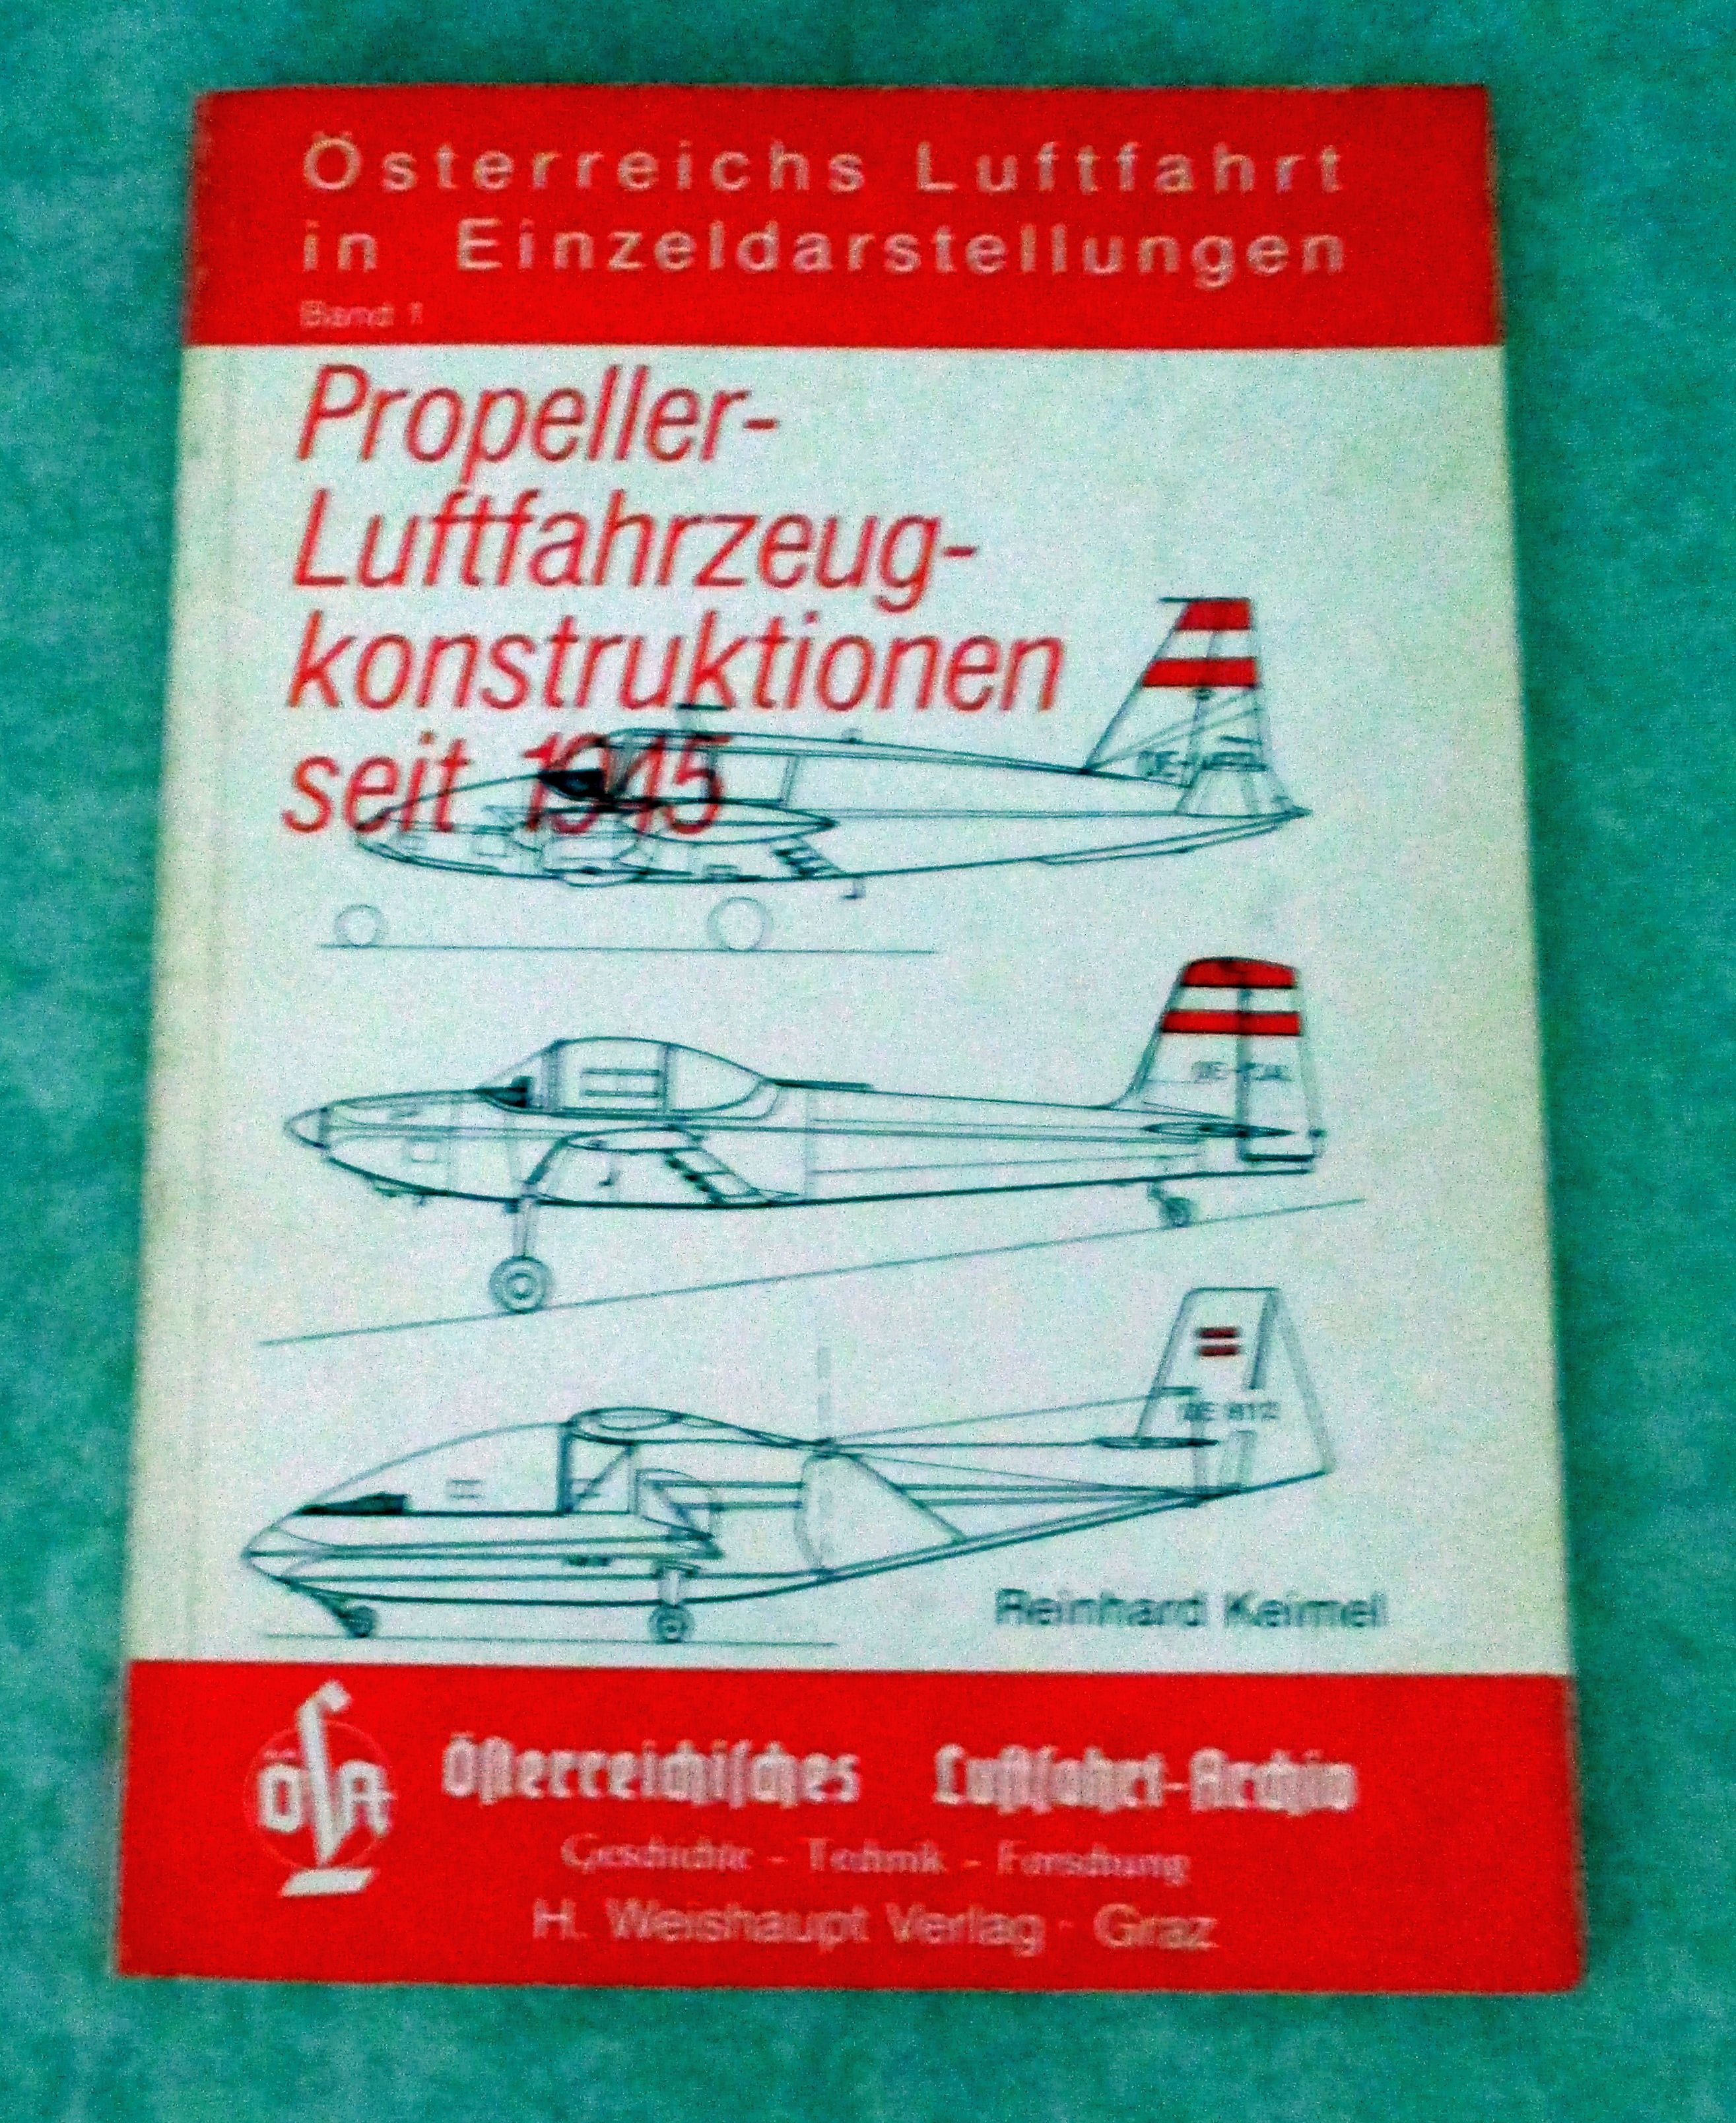 Österreichs Luftfahrt
in Einzeldarstellungen
Band 1
Propeller-
Luftfahrzeug-
konstruktionen
seit 1945
Reinhard Keimel
ÖLA
Österreichisches Luftfahrt-Archiv
Geschichte - Technik - Forschung
H. Weishaupt Verlag · Graz